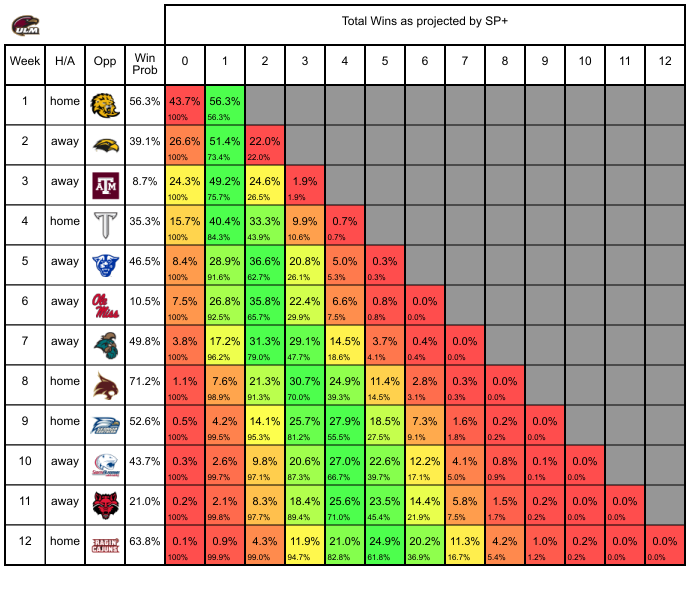 ULM
Total Wins as projected by SP+
Week H/A Opp Win Prob 0 1 2 3 4 5 6 7 8 9 10 11 12
1 home 56.3% 43.7% 56.3%
100% 56.3%
2 away 39.1% 26.6% 51.4% 22.0%
100% 73.4% 22.0%
3 away ATM 8.7% 24.3% 49.2% 24.6% 1.9%
100% 75.7% 26.5% 1.9%
4 home T 35.3% 15.7% 40.4% 33.3% 9.9% 0.7%
100% 84.3% 43.9% 10.6% 0.7%
5 away 46.5% 8.4% 28.9% 36.6% 20.8% 5.0% 0.3%
100% 91.6% 62.7% 26.1% 5.3% 0.3%
6 away Ole Miss 10.5% 7.5% 26.8% 35.8% 22.4% 6.6% 0.8% 0.0%
100% 92.5% 65.7% 29.9% 7.5% 0.8% 0.0%
7 away 49.8% 3.8% 17.2% 31.3% 29.1% 14.5% 3.7% 0.4% 0.0%
100% 96.2% 79.0% 47.7% 18.6% 4.1% 0.4% 0.0%
8 home 71.2% 1.1% 7.6% 21.3% 30.7% 24.9% 11.4% 2.8% 0.3% 0.0%
100% 98.9% 91.3% 70.0% 39.3% 14.5% 3.1% 0.3% 0.0%
9 home 52.6% 0.5% 4.2% 14.1% 25.7% 27.9% 18.5% 7.3% 1.6% 0.2% 0.0%
100% 99.5% 95.3% 81.2% 55.5% 27.5% 9.1% 1.8% 0.2% 0.0%
10 away 43.7% 0.3% 2.6% 9.8% 20.6% 27.0% 22.6% 12.2% 4.1% 0.8% 0.1% 0.0%
100% 99.7% 97.1% 87.3% 66.7% 39.7% 17.1% 5.0% 0.9% 0.1% 0.0%
11 away 21.0% 0.2% 2.1% 8.3% 18.4% 25.6% 23.5% 14.4% 5.8% 1.5% 0.2% 0.0% 0.0%
100% 99.8% 97.7% 89.4% 71.0% 45.4% 21.9% 7.5% 1.7% 0.2% 0.0% 0.0%
12 home RAGIN CAJUNS 63.8% 0.1% 0.9% 4.3% 11.9% 21.0% 24.9% 20.2% 11.3% 4.2% 1.0% 0.2% 0.0% 0.0%
100% 99.9% 99.0% 94.7% 82.8% 61.8% 36.9% 16.7% 5.4% 1.2% 0.2% 0.0% 0.0%